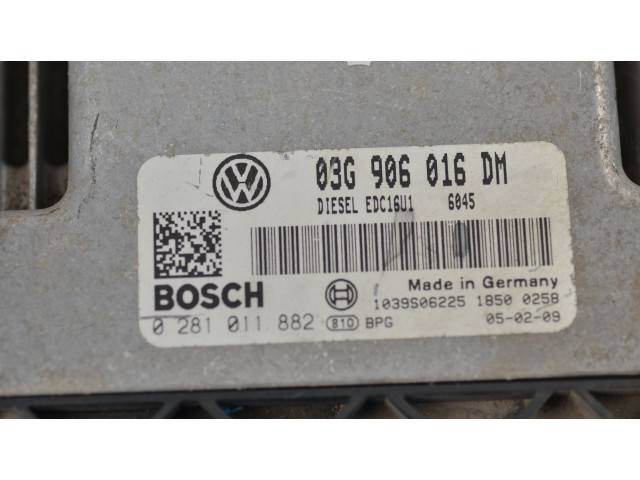 03G 906 016 DM
DIESEL EDC16U1 6045
Made in Germany
BOSCH
1039S06225 1850 0258
0 281 011 882 810 BPG 05-02-09